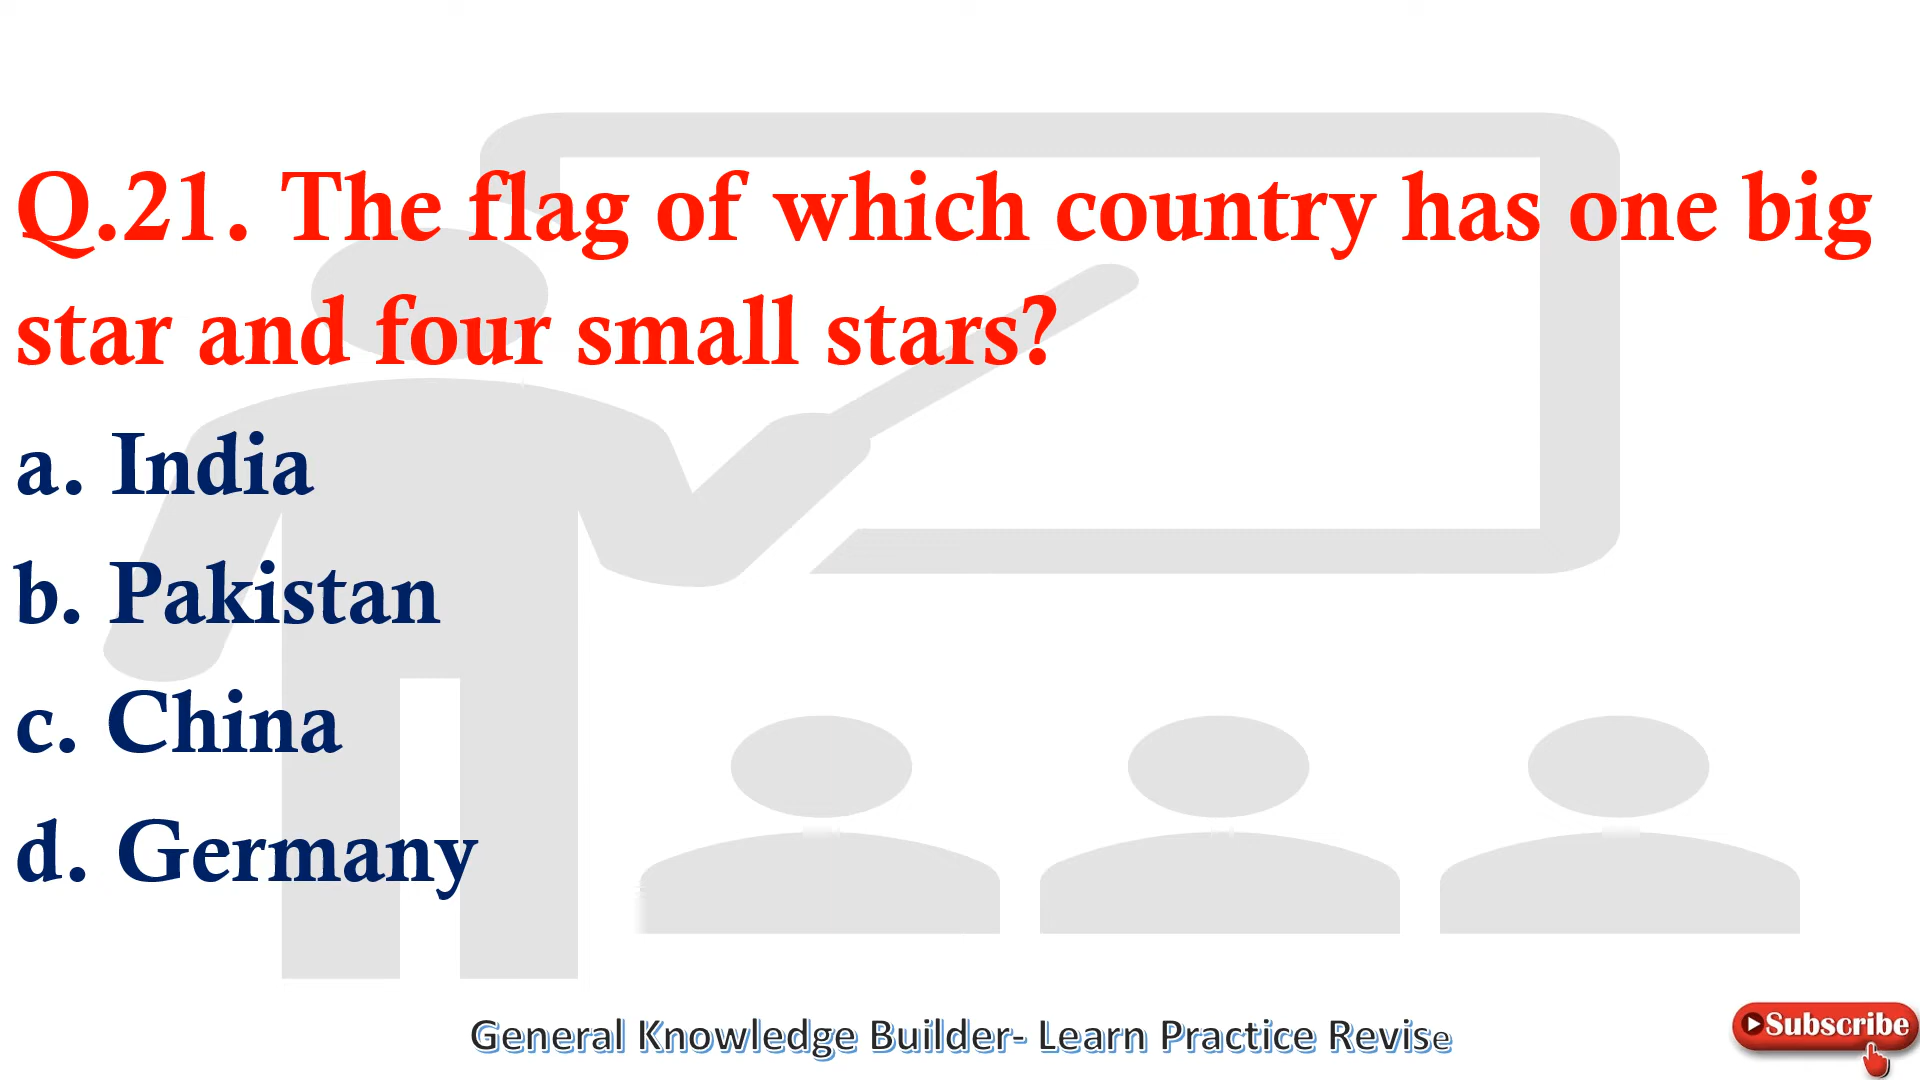 Q.21. The flag of which country has one big
star and four small stars?
a. India
b. Pakistan
c. China
d. Germany
General Knowledge Builder- Learn Practice Revise
Subscribe